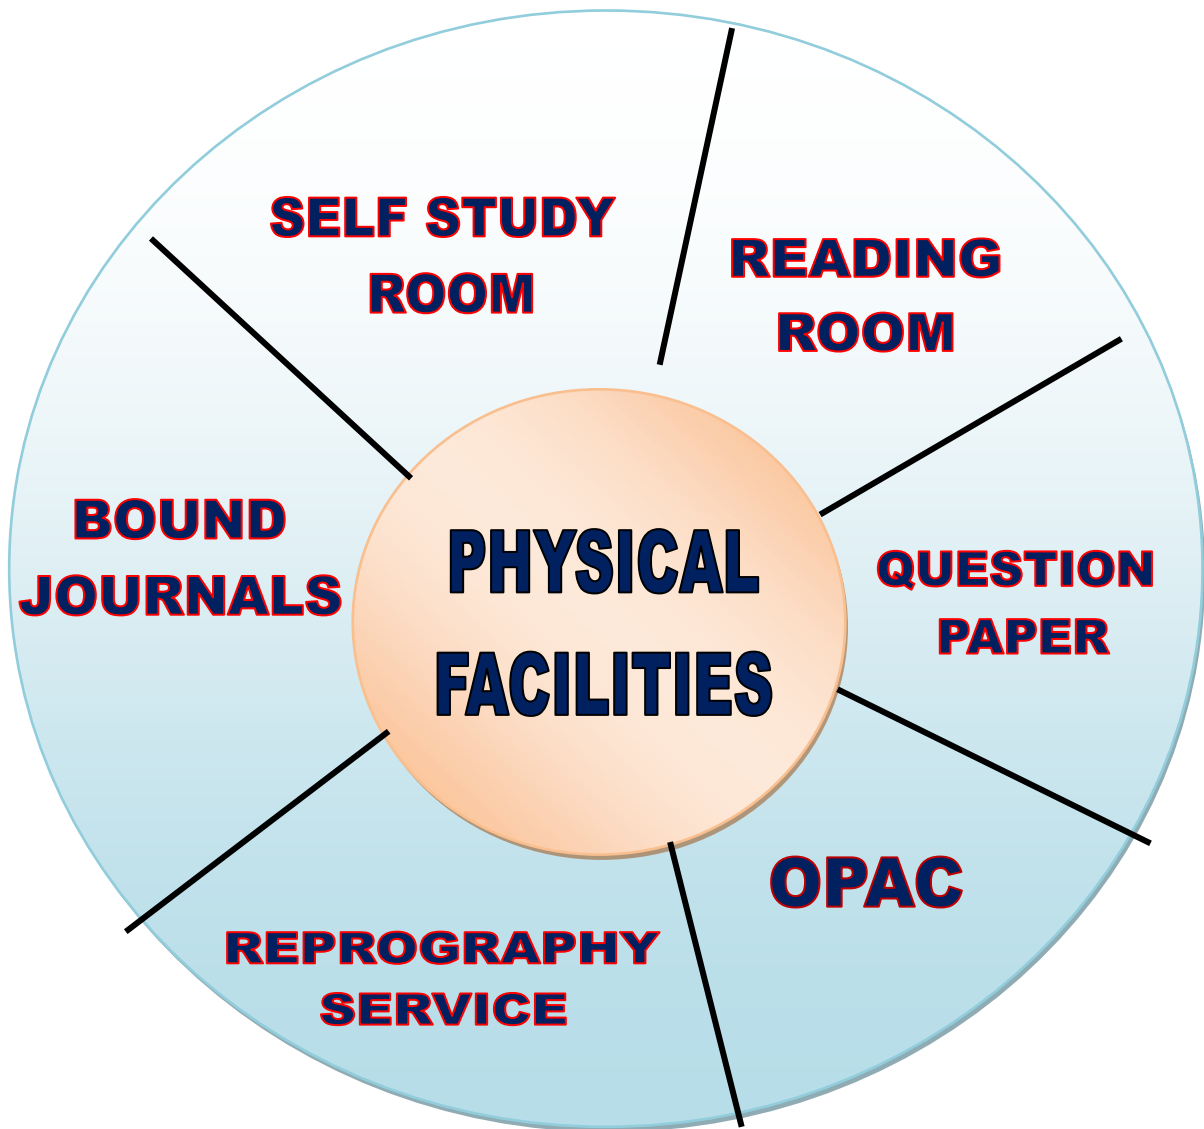 SELF STUDY
ROOM
READING
ROOM
BOUND
JOURNALS
PHYSICAL
FACILITIES
QUESTION
PAPER
OPAC
REPROGRAPHY
SERVICE